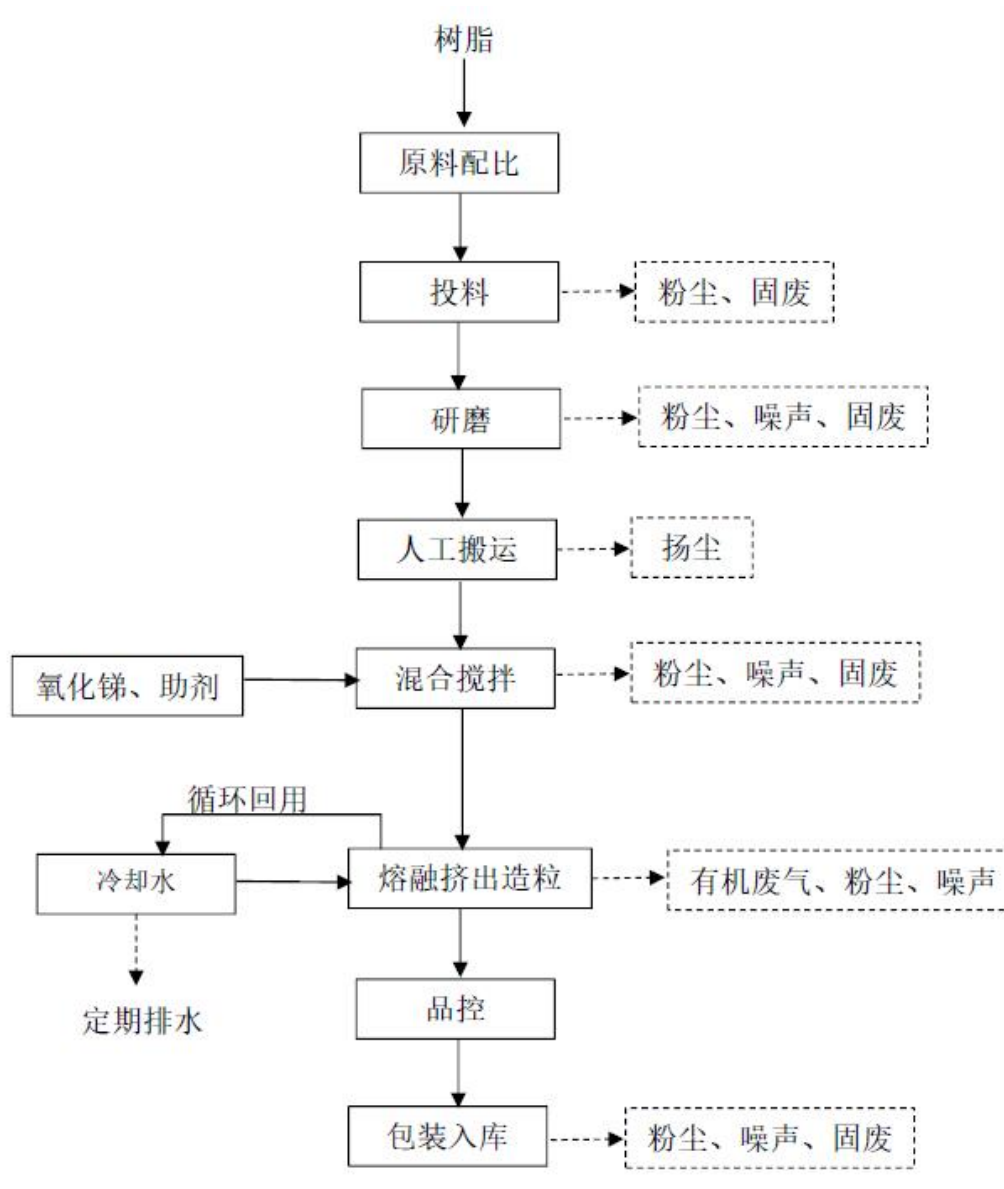 树脂
原料配比
投料
粉尘、固废
研磨
粉尘、噪声、固废
人工搬运
扬尘
氧化锑、助剂
混合搅拌
粉尘、噪声、固废
循环回用
冷却水
熔融挤出造粒
有机废气、粉尘、噪声
定期排水
品控
包装入库
粉尘、噪声、固废